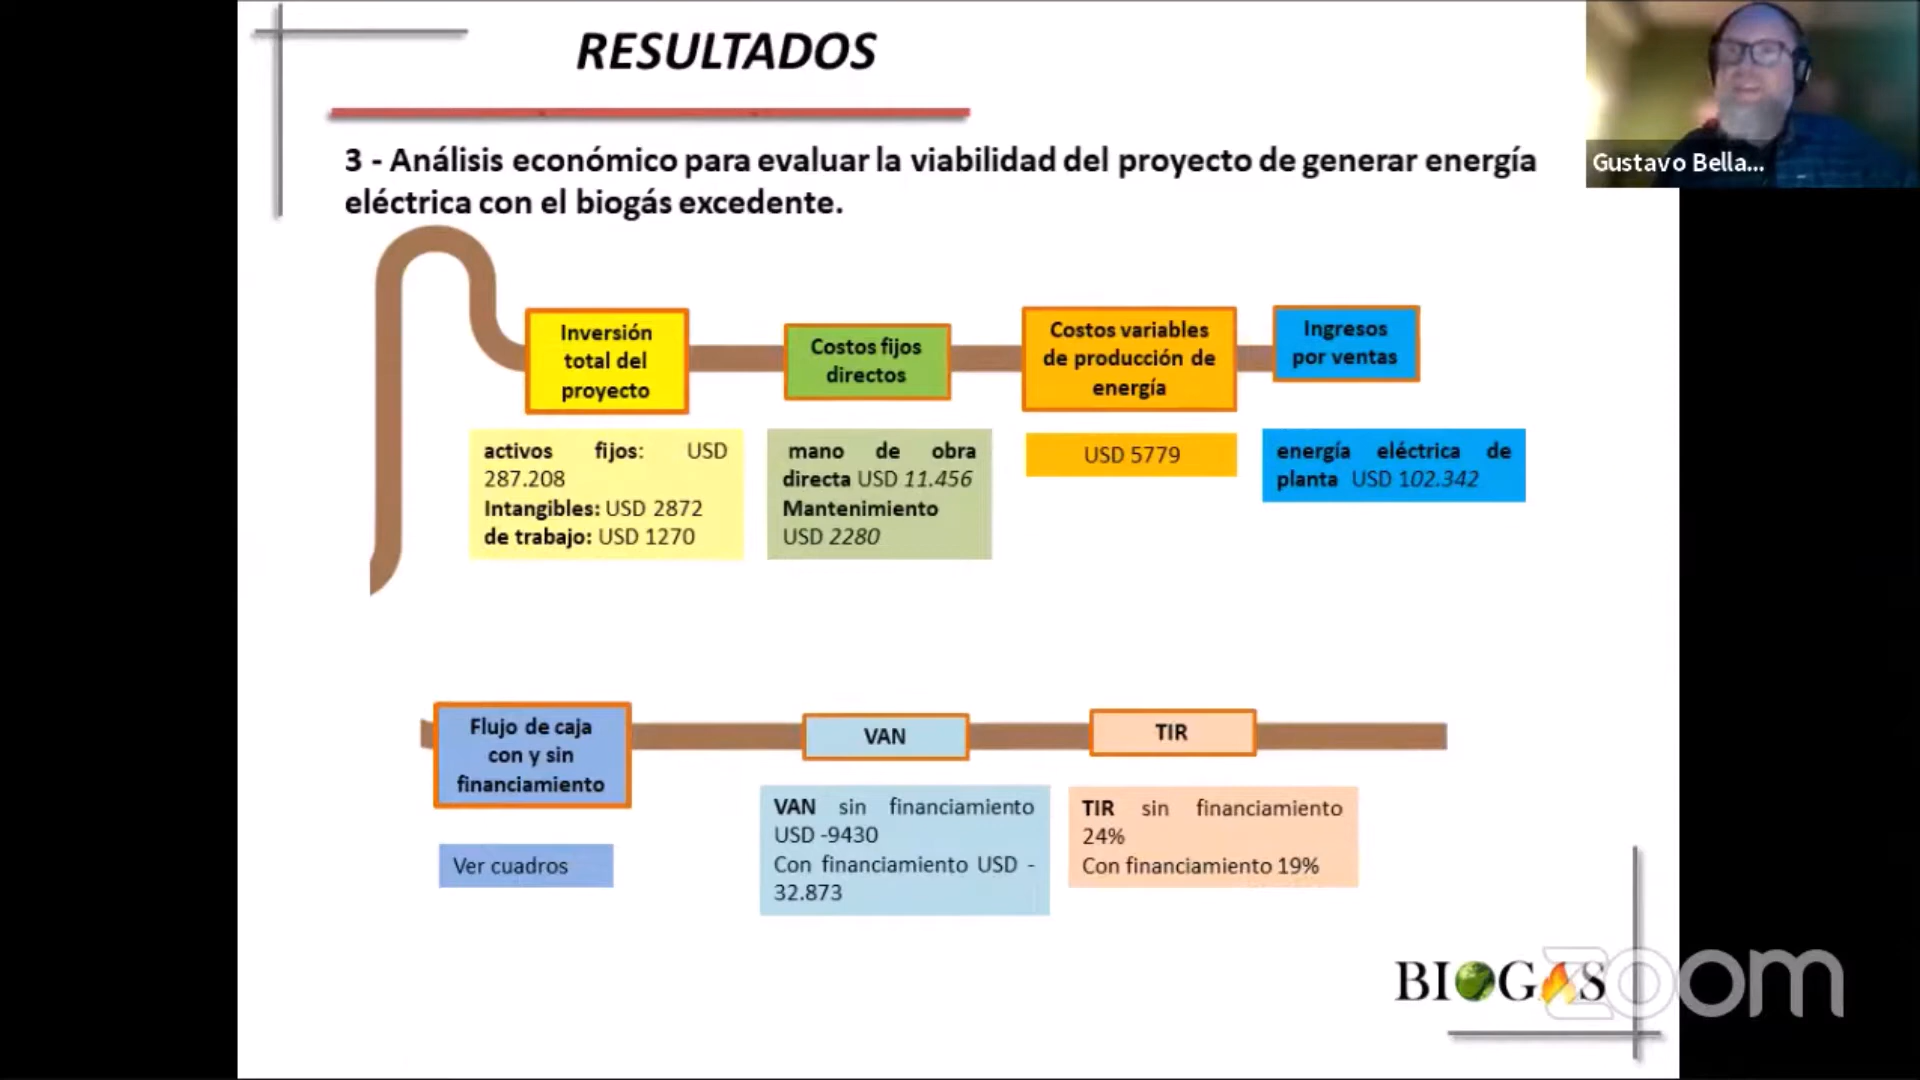 RESULTADOS
3 - Análisis económico para evaluar la viabilidad del proyecto de generar energía
eléctrica con el biogás excedente.
Gustavo Bella...
Inversión
total del
proyecto
Costos fijos
directos
Costos variables
de producción de
energía
Ingresos
por ventas
activos fijos: USD
287.208
Intangibles: USD 2872
de trabajo: USD 1270
mano de obra
directa USD 11.456
Mantenimiento
USD 2280
USD 5779
energía eléctrica de
planta USD 102.342
Flujo de caja
con y sin
financiamiento
VAN
TIR
Ver cuadros
VAN sin financiamiento
USD -9430
Con financiamiento USD -
32.873
TIR sin financiamiento
24%
Con financiamiento 19%
BIOGAS
zoom